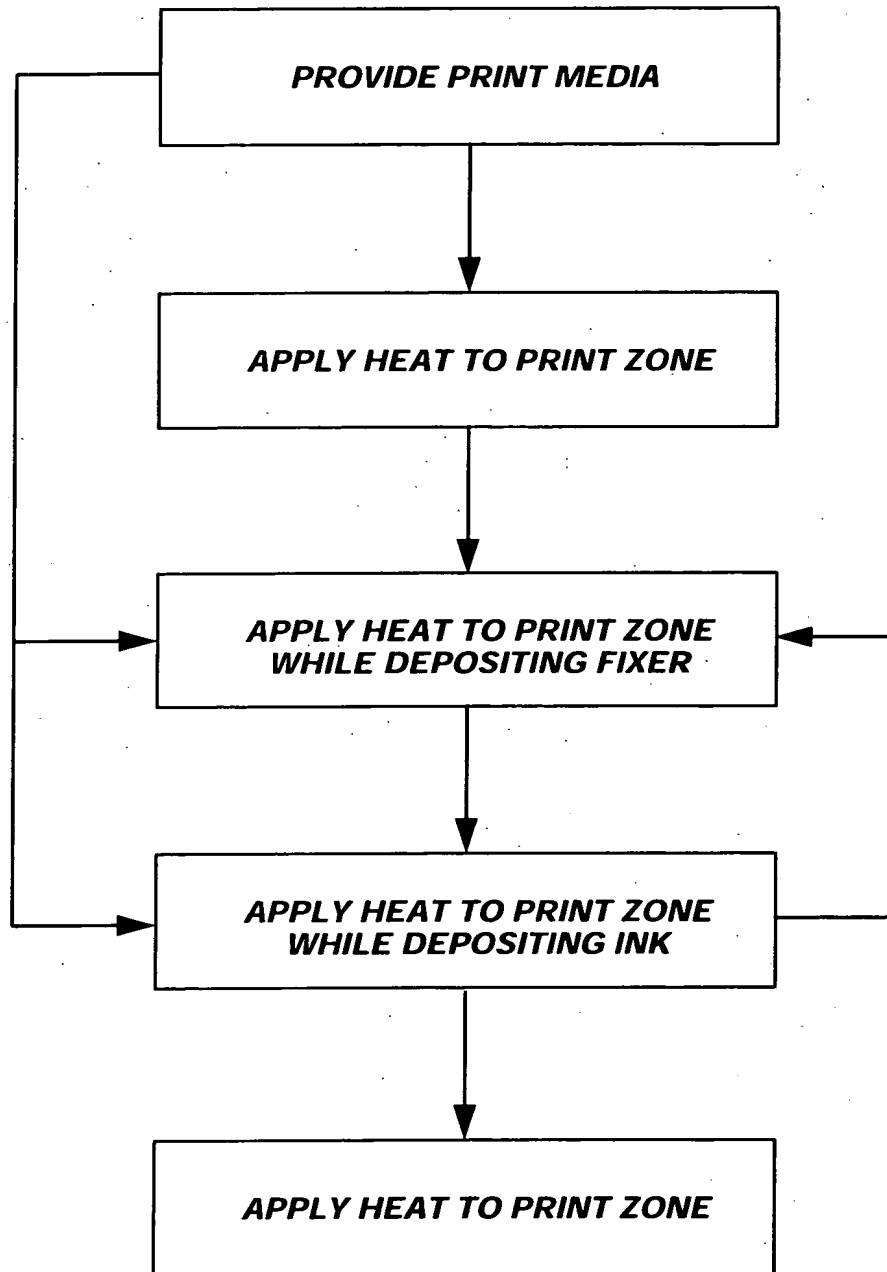 PROVIDE PRINT MEDIA
APPLY HEAT TO PRINT ZONE
APPLY HEAT TO PRINT ZONE
WHILE DEPOSITING FIXER
APPLY HEAT TO PRINT ZONE
WHILE DEPOSITING INK
APPLY HEAT TO PRINT ZONE